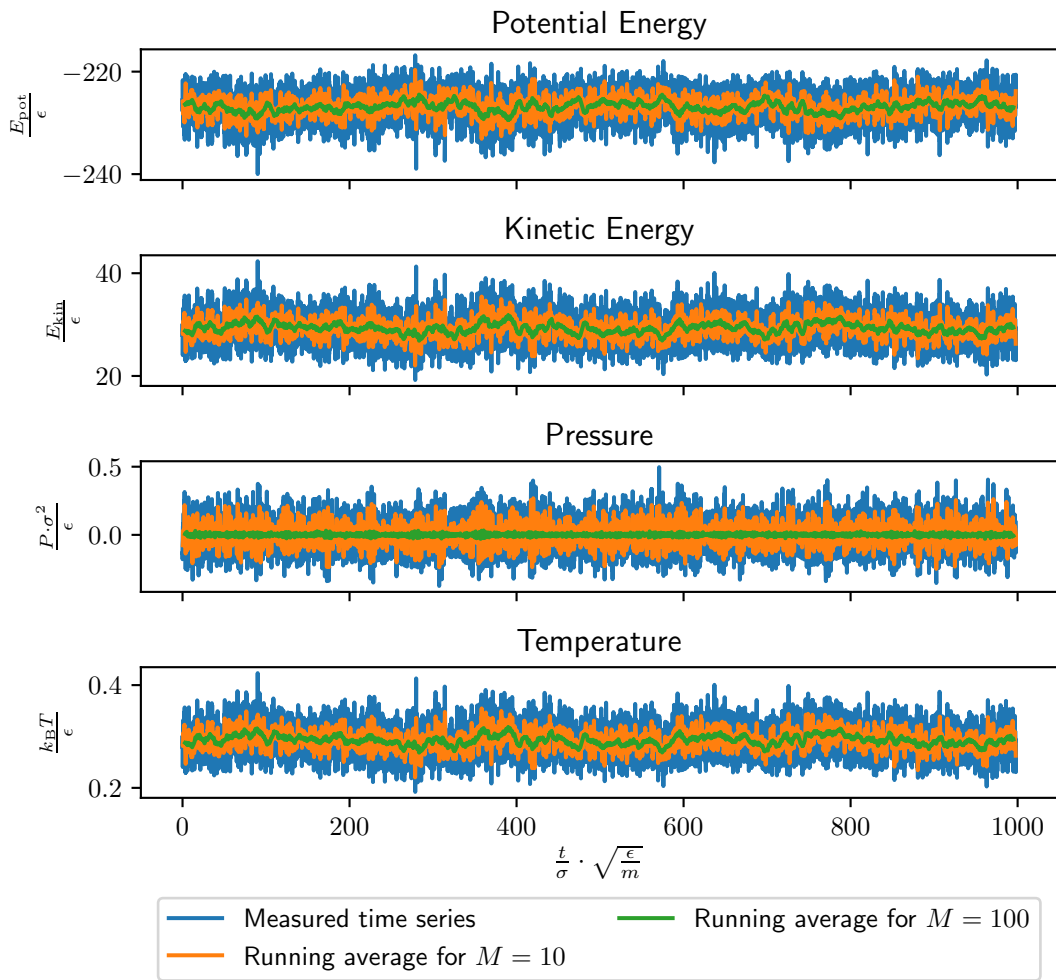 Potential Energy
−220
−240
E_pot/ϵ
Kinetic Energy
40
20
E_kin/ϵ
Pressure
0.5
0.0
P·σ²/ϵ
Temperature
0.4
0.2
k_B T/ϵ
0 200 400 600 800 1000
t/σ · √(ϵ/m)
Measured time series Running average for M = 100
Running average for M = 10